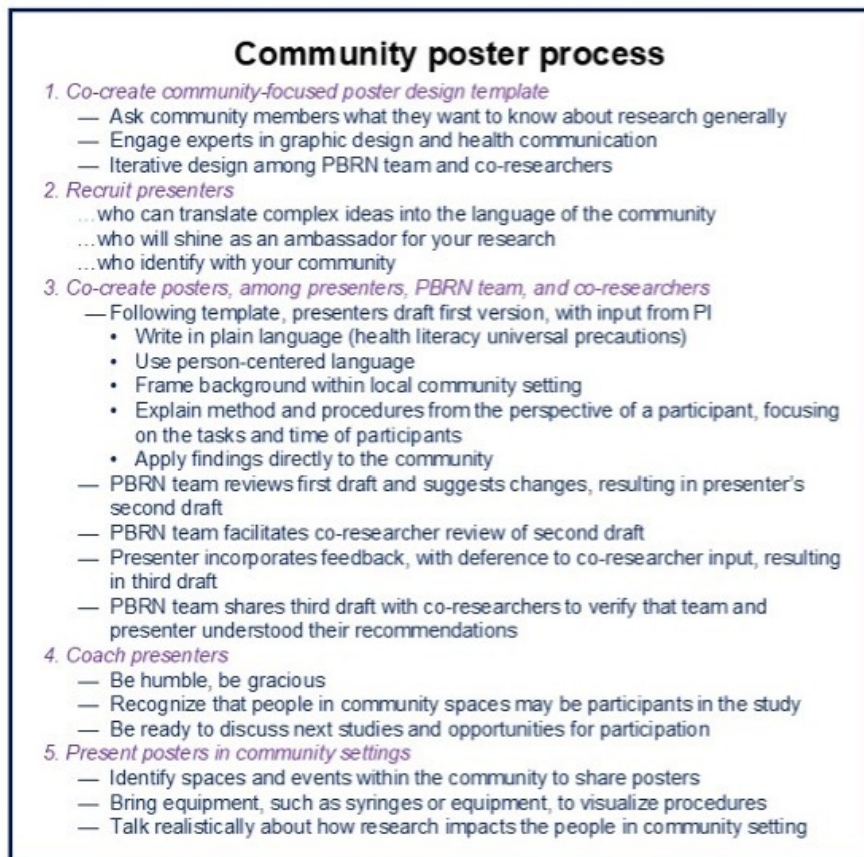 Community poster process
1. Co-create community-focused poster design template
— Ask community members what they want to know about research generally
— Engage experts in graphic design and health communication
— Iterative design among PBRN team and co-researchers
2. Recruit presenters
…who can translate complex ideas into the language of the community
…who will shine as an ambassador for your research
…who identify with your community
3. Co-create posters, among presenters, PBRN team, and co-researchers
— Following template, presenters draft first version, with input from PI
• Write in plain language (health literacy universal precautions)
• Use person-centered language
• Frame background within local community setting
• Explain method and procedures from the perspective of a participant, focusing
on the tasks and time of participants
• Apply findings directly to the community
— PBRN team reviews first draft and suggests changes, resulting in presenter's
second draft
— PBRN team facilitates co-researcher review of second draft
— Presenter incorporates feedback, with deference to co-researcher input, resulting
in third draft
— PBRN team shares third draft with co-researchers to verify that team and
presenter understood their recommendations
4. Coach presenters
— Be humble, be gracious
— Recognize that people in community spaces may be participants in the study
— Be ready to discuss next studies and opportunities for participation
5. Present posters in community settings
— Identify spaces and events within the community to share posters
— Bring equipment, such as syringes or equipment, to visualize procedures
— Talk realistically about how research impacts the people in community setting